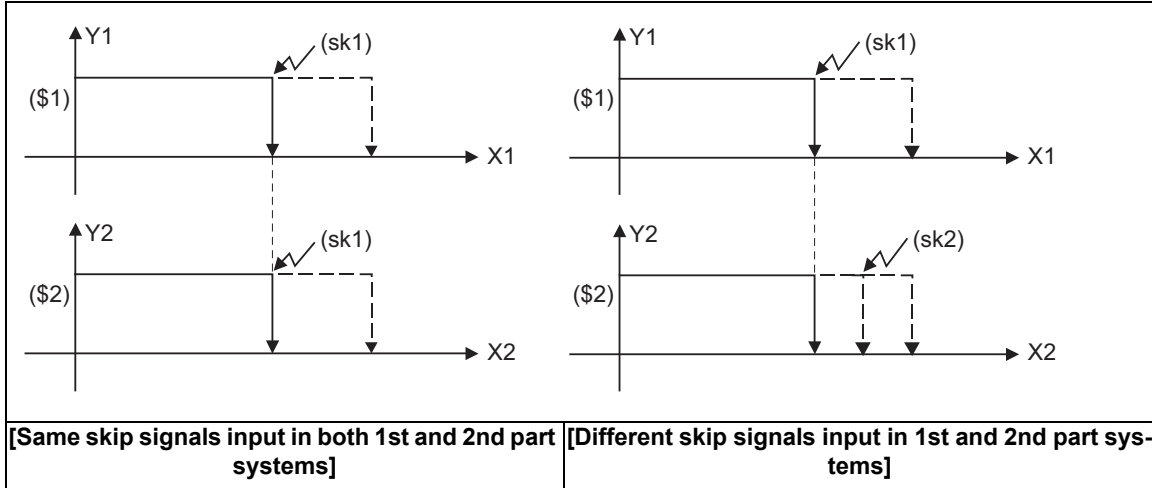 Y1
(sk1)
($1)
X1
Y2
(sk1)
($2)
X2
Y1
(sk1)
($1)
X1
Y2
(sk2)
($2)
X2
[Same skip signals input in both 1st and 2nd part
systems]
[Different skip signals input in 1st and 2nd part sys-
tems]